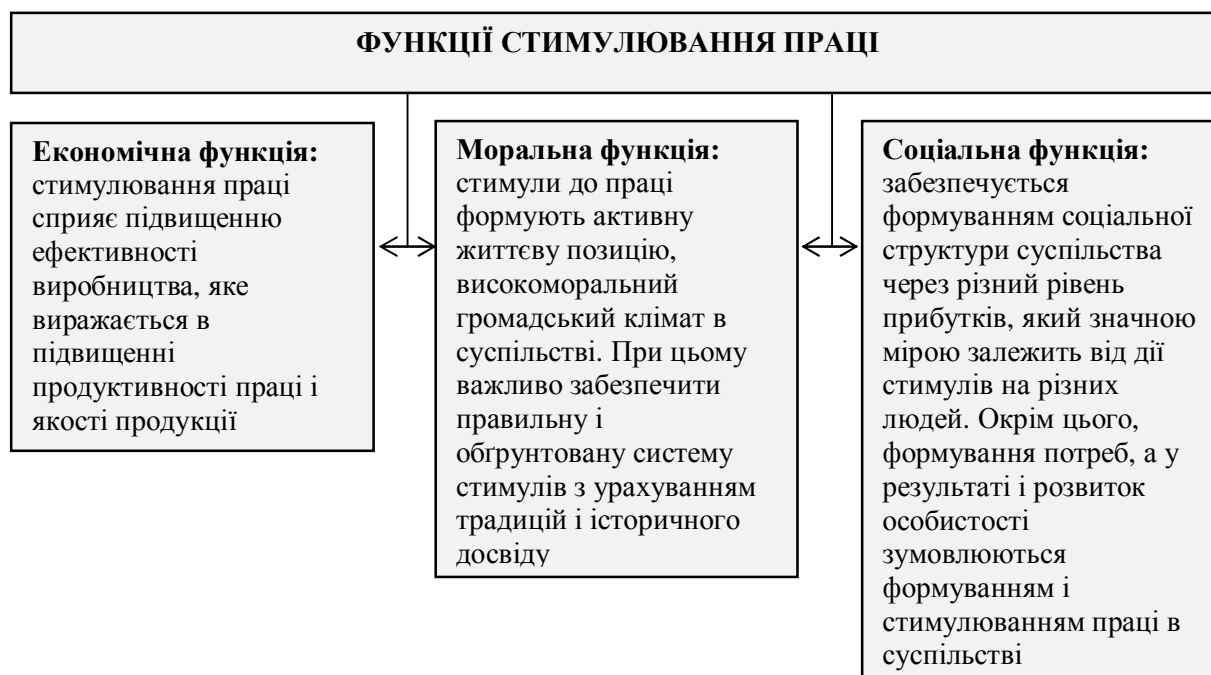 ФУНКЦІЇ СТИМУЛЮВАННЯ ПРАЦІ
Економічна функція:
стимулювання праці
сприяє підвищенню
ефективності
виробництва, яке
виражається в
підвищенні
продуктивності праці і
якості продукції
Моральна функція:
стимули до праці
формують активну
життєву позицію,
високоморальний
громадський клімат в
суспільстві. При цьому
важливо забезпечити
правильну і
обґрунтовану систему
стимулів з урахуванням
традицій і історичного
досвіду
Соціальна функція:
забезпечується
формуванням соціальної
структури суспільства
через різний рівень
прибутків, який значною
мірою залежить від дії
стимулів на різних
людей. Окрім цього,
формування потреб, а у
результаті і розвиток
особистості
зумовлюються
формуванням і
стимулюванням праці в
суспільстві